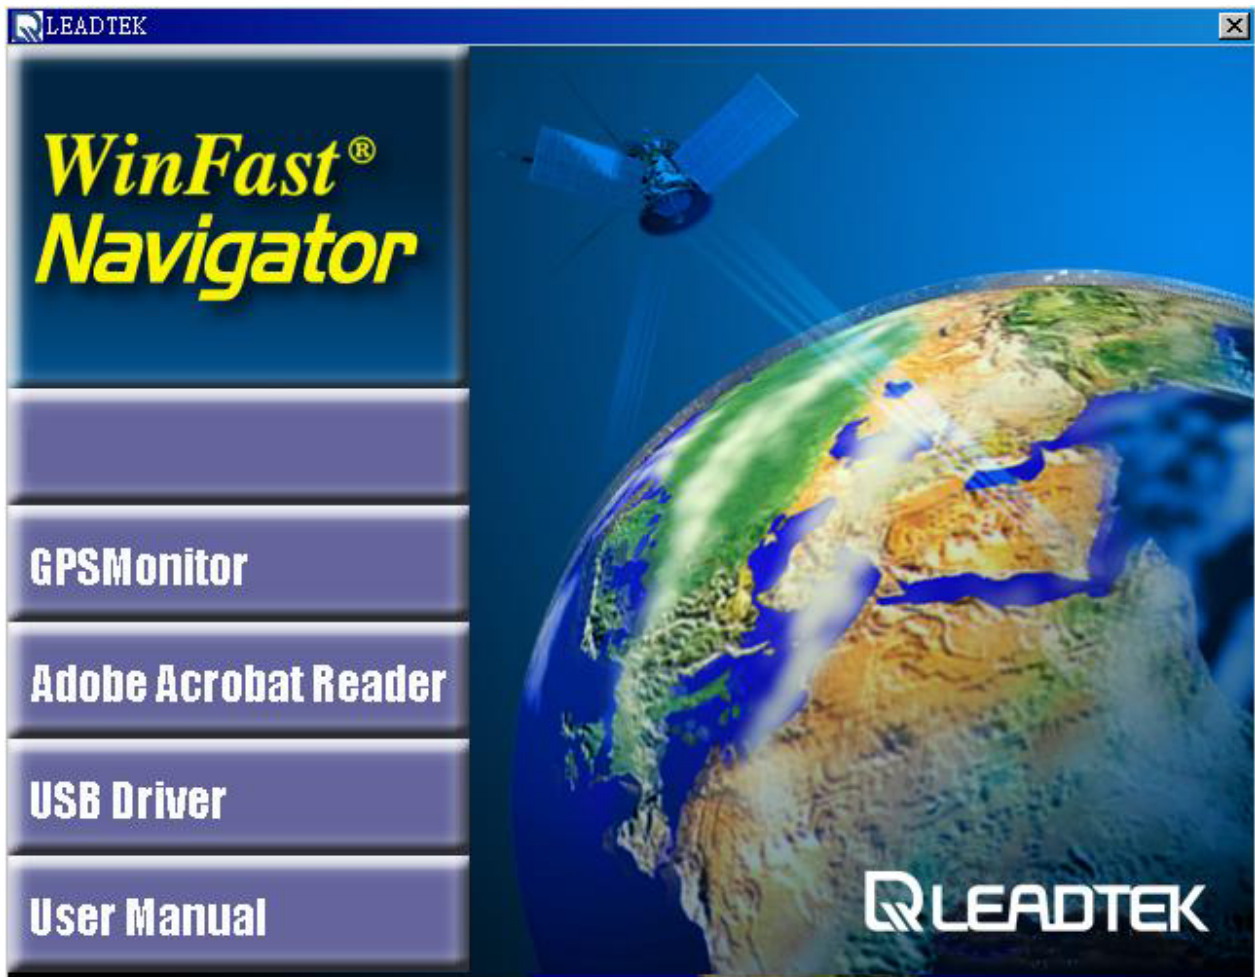 LEADTEK
WinFast®
Navigator
GPSMonitor
Adobe Acrobat Reader
USB Driver
User Manual
LEADTEK